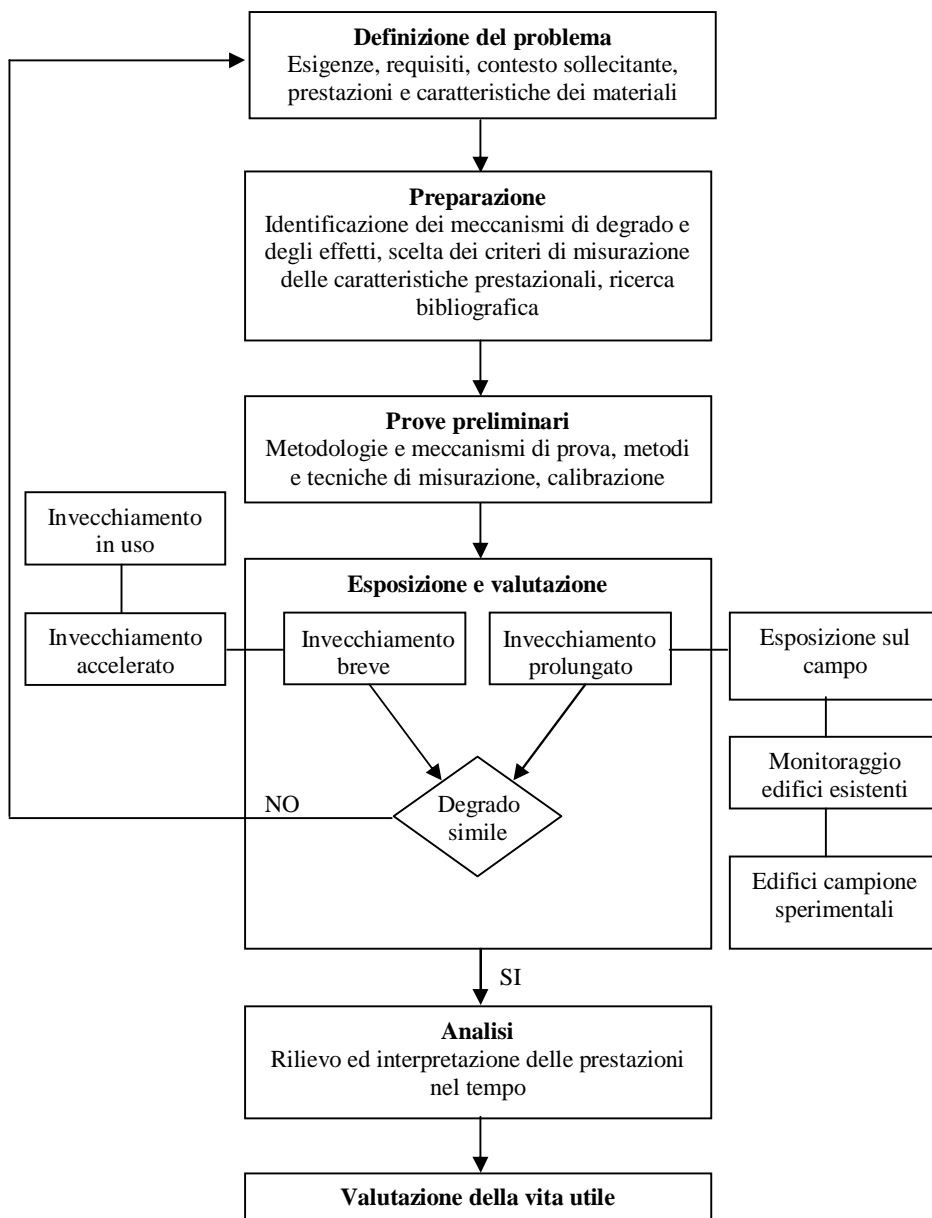 Definizione del problema
Esigenze, requisiti, contesto sollecitante,
prestazioni e caratteristiche dei materiali
Preparazione
Identificazione dei meccanismi di degrado e
degli effetti, scelta dei criteri di misurazione
delle caratteristiche prestazionali, ricerca
bibliografica
Prove preliminari
Metodologie e meccanismi di prova, metodi
e tecniche di misurazione, calibrazione
Invecchiamento
in uso
Invecchiamento
accelerato
Esposizione e valutazione
Invecchiamento
breve
Invecchiamento
prolungato
Esposizione sul
campo
Monitoraggio
edifici esistenti
Edifici campione
sperimentali
Degrado
simile
NO
SI
Analisi
Rilievo ed interpretazione delle prestazioni
nel tempo
Valutazione della vita utile